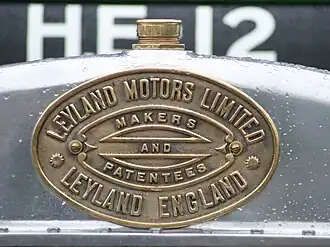 HE 12
LEYLAND MOTORS LIMITED
MAKERS
AND
PATENTEES
LEYLAND ENGLAND